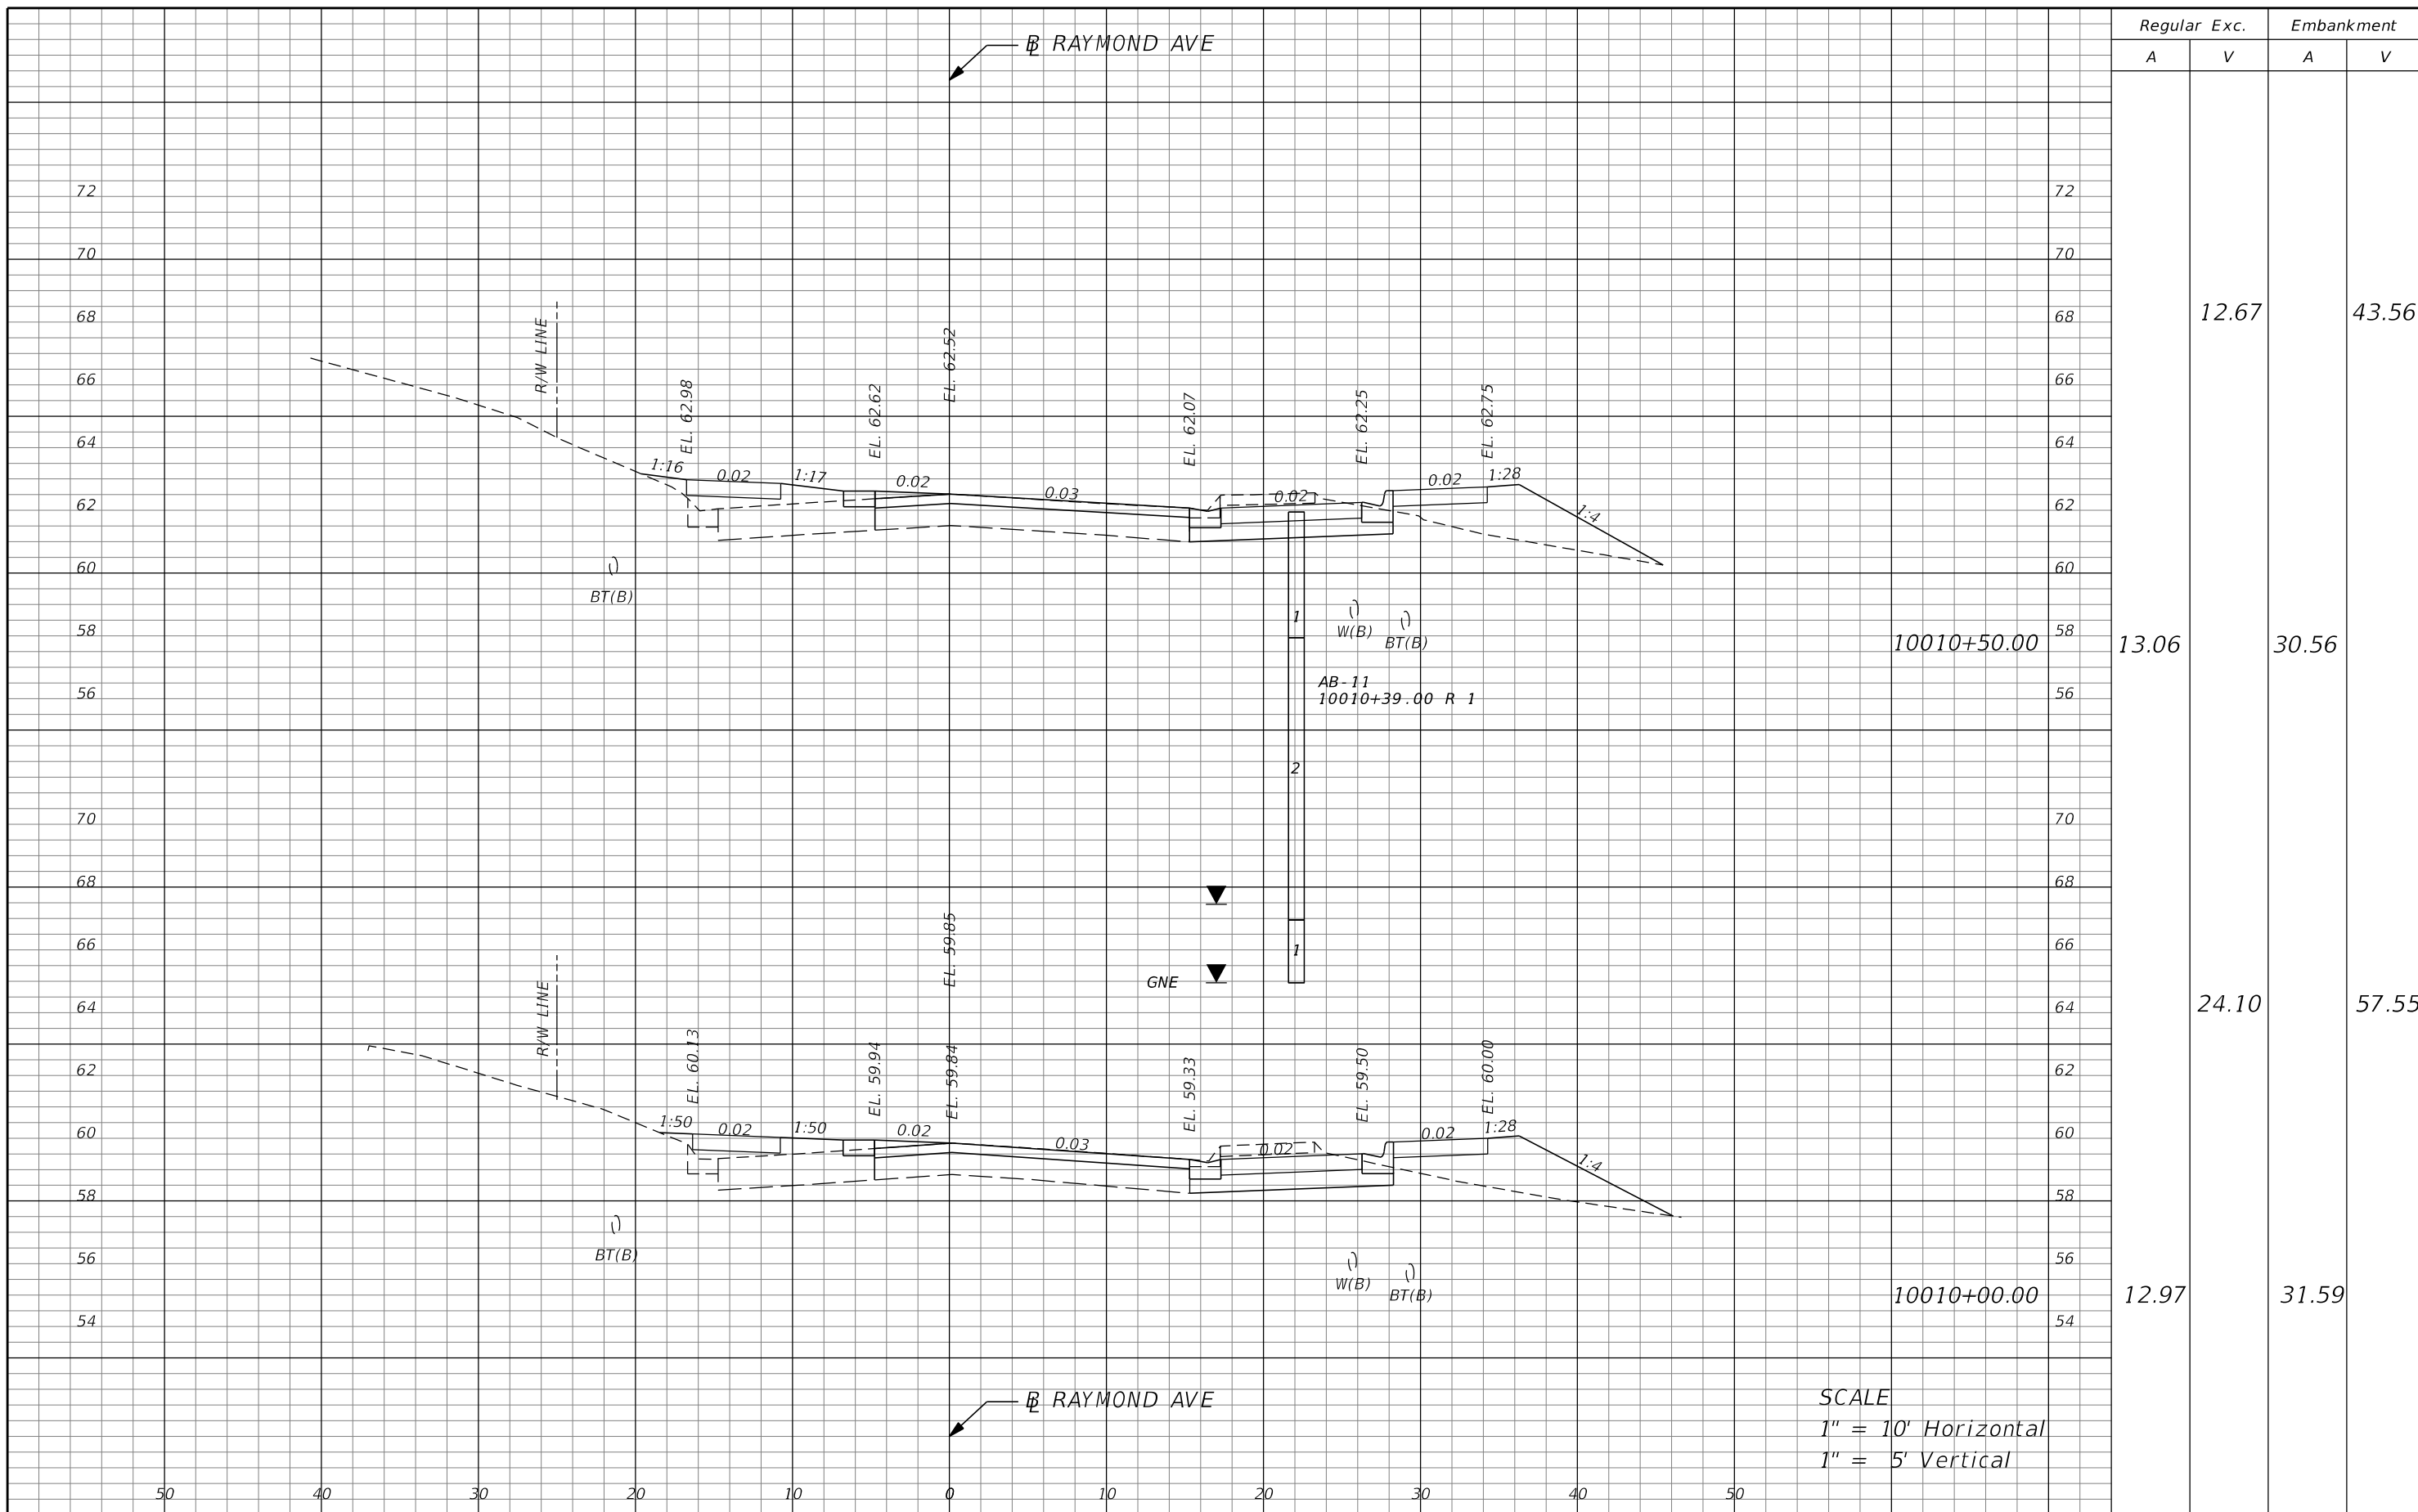 Regular Exc. Embankment
A V A V
BL RAYMOND AVE
72 72
70 70
68 68
12.67 43.56
R/W LINE
EL. 62.98
EL. 62.62
EL. 62.52
EL. 62.07
EL. 62.25
EL. 62.75
66 66
64 64
1:16 0.02 1:17 0.02 0.03 0.02 0.02 1:28
1:4
62 62
60 60
BT(B)
58 58
1
W(B)
BT(B)
10010+50.00 13.06 30.56
AB-11
10010+39.00 R 1
56 56
2
70 70
68 68
66 66
1
GNE
64 64
24.10 57.55
R/W LINE
EL. 59.85
EL. 60.13
EL. 59.94
EL. 59.84
EL. 59.33
EL. 59.50
EL. 60.00
62 62
60 60
1:50 0.02 1:50 0.02 0.03 0.02 0.02 1:28
1:4
58 58
56 56
BT(B)
W(B)
BT(B)
10010+00.00 12.97 31.59
54 54
BL RAYMOND AVE
SCALE
1" = 10' Horizontal
1" = 5' Vertical
50 40 30 20 10 0 10 20 30 40 50